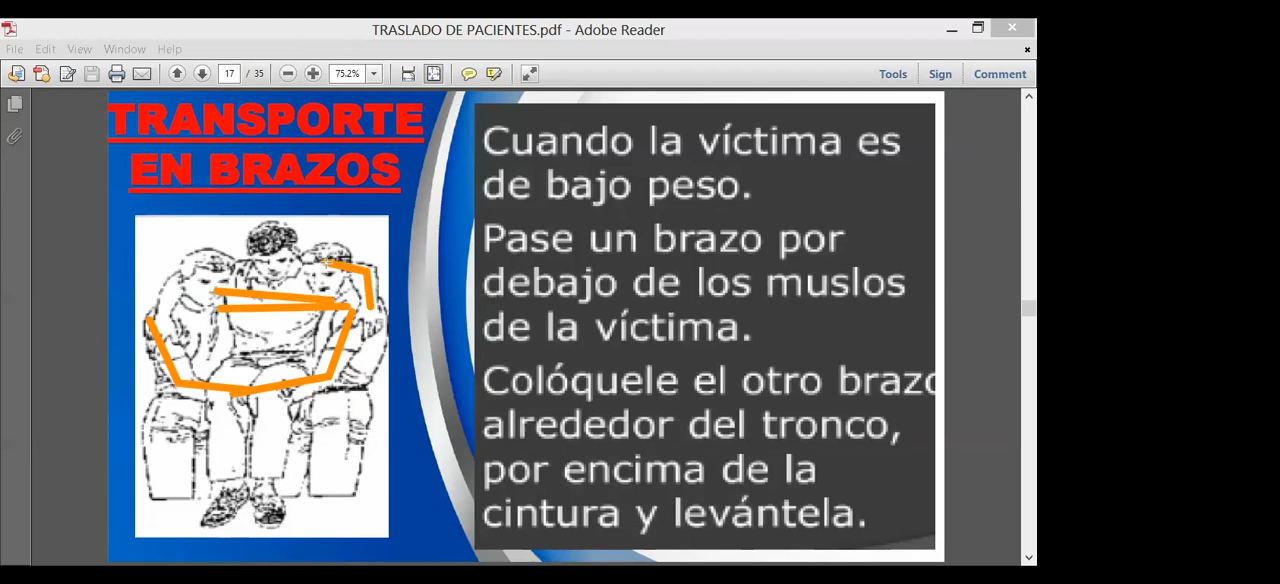 TRASLADO DE PACIENTES.pdf - Adobe Reader
File Edit View Window Help
17 / 35 75.2% Tools Sign Comment
TRANSPORTE
EN BRAZOS
Cuando la víctima es
de bajo peso.
Pase un brazo por
debajo de los muslos
de la víctima.
Colóquele el otro brazo
alrededor del tronco,
por encima de la
cintura y levántela.